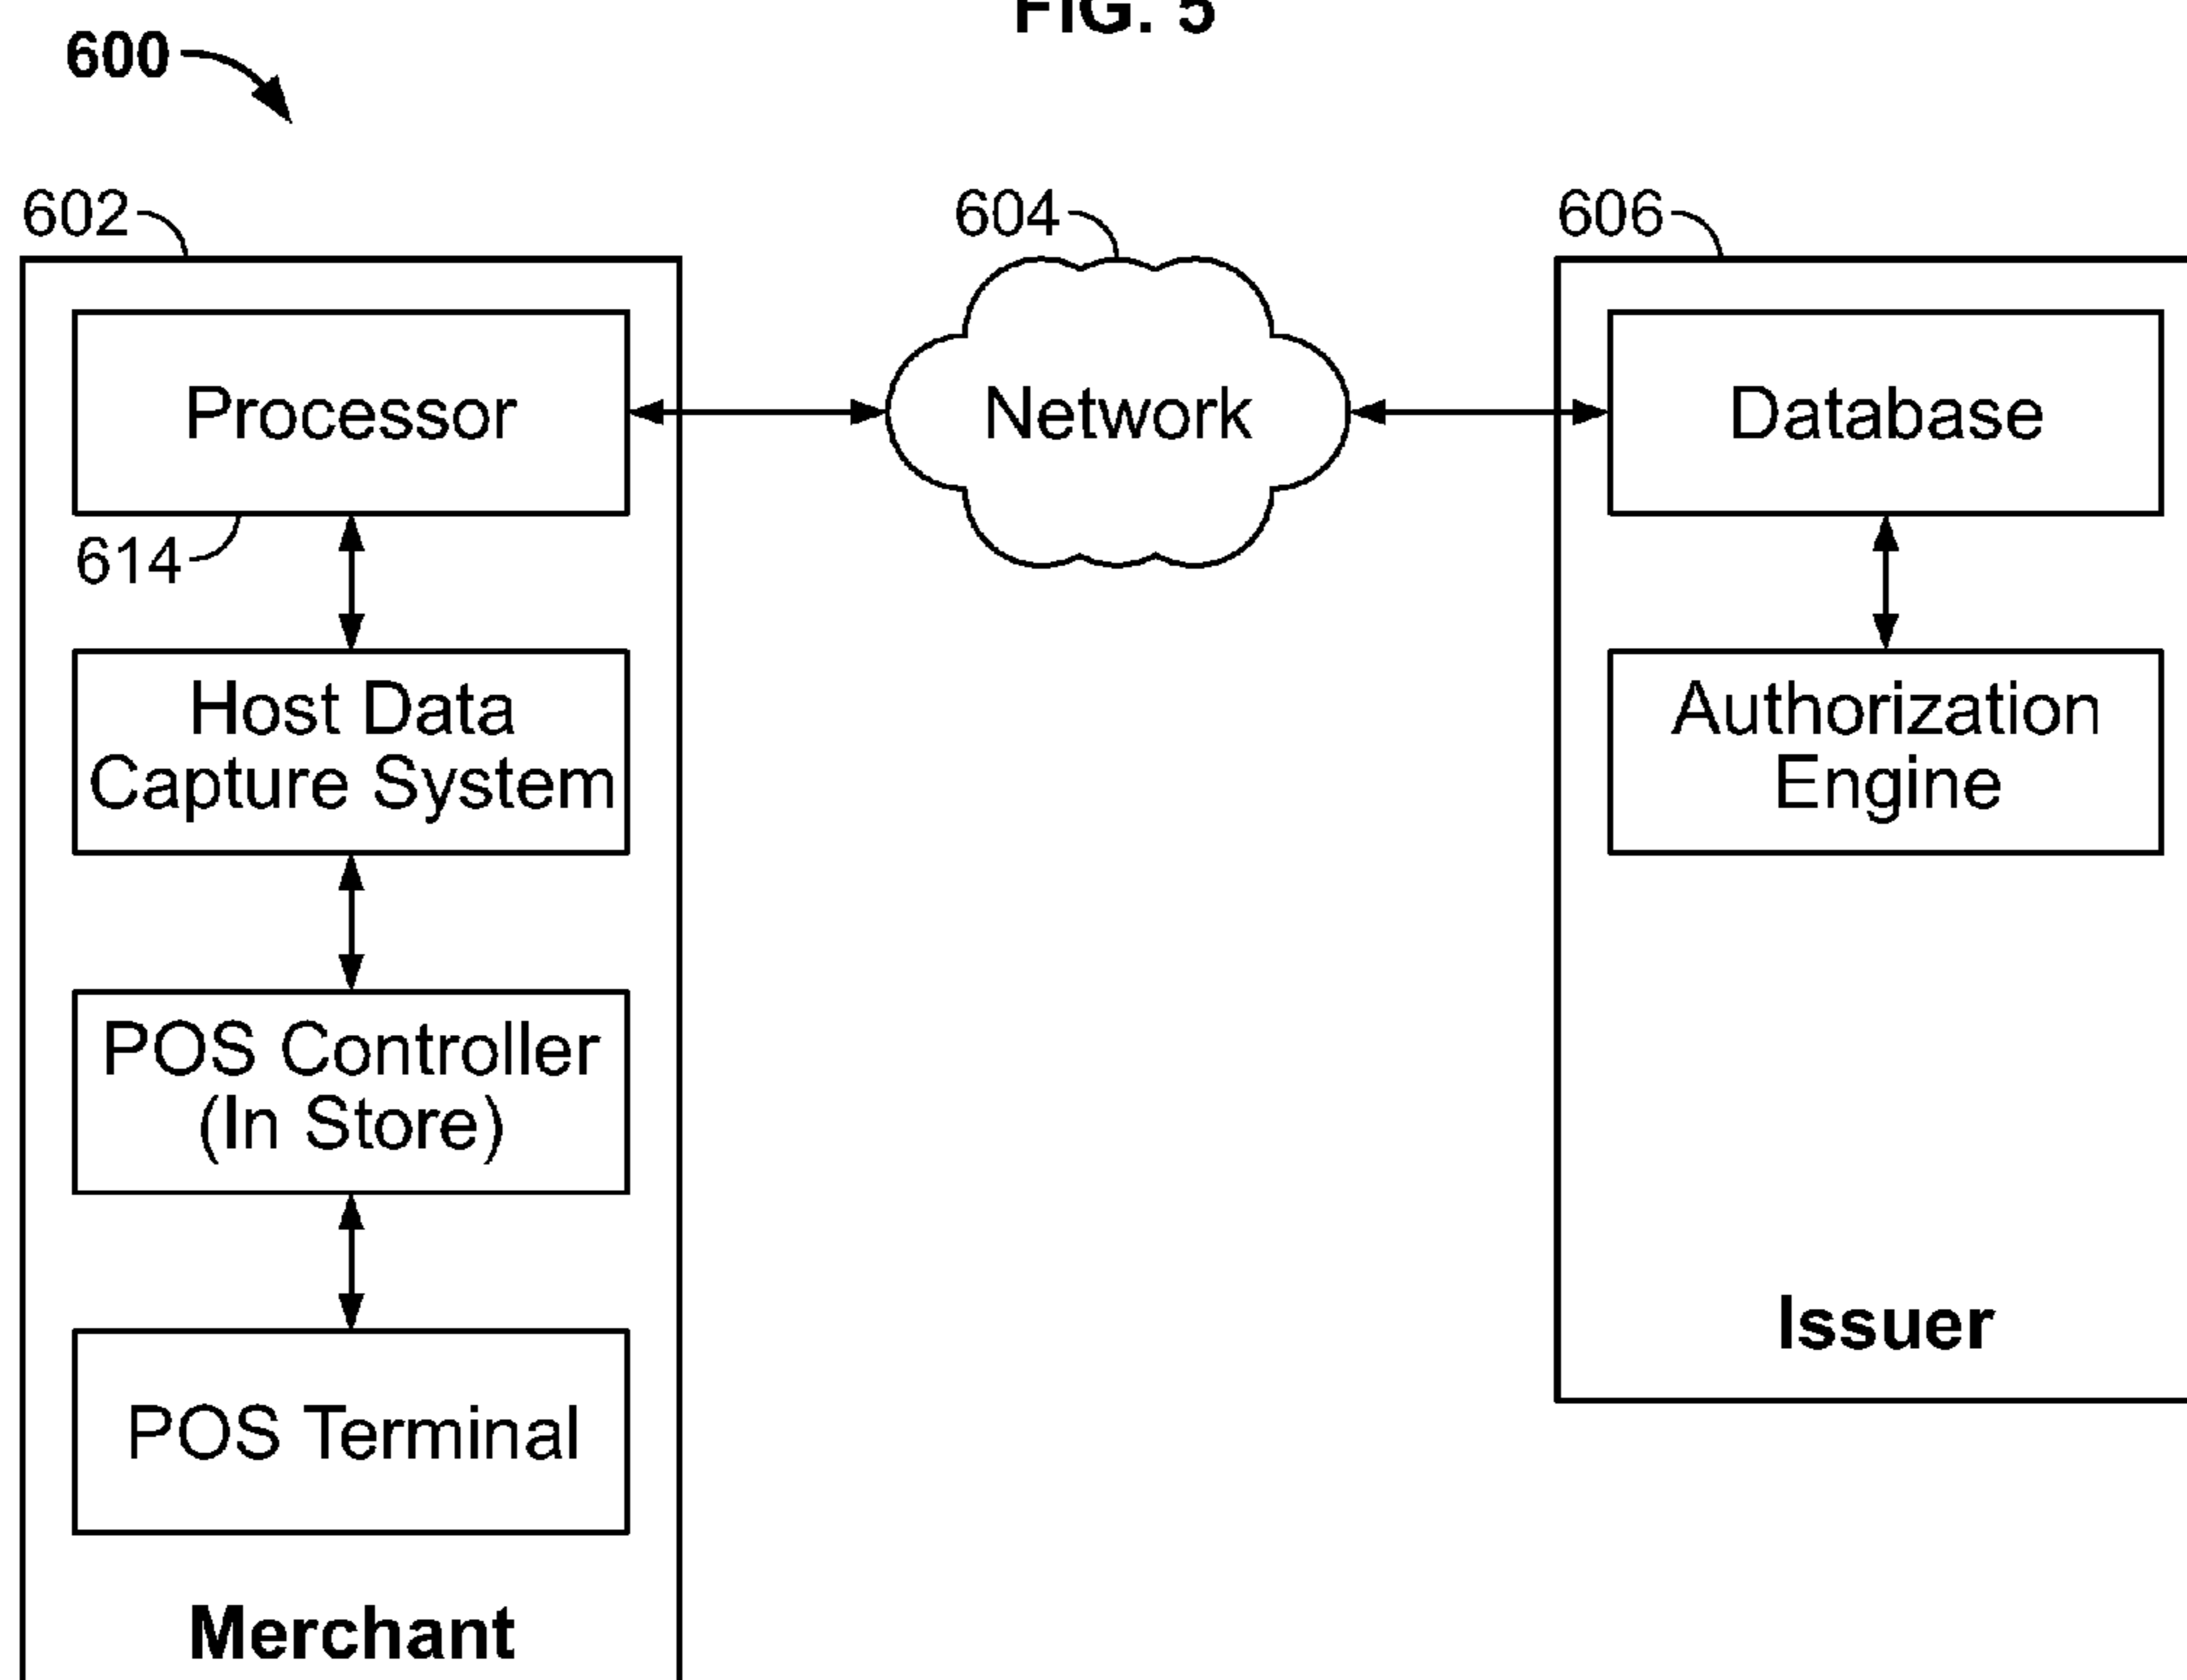 FIG. 5
600
602
604
606
Processor
Network
Database
614
Host Data
Capture System
Authorization
Engine
POS Controller
(In Store)
Issuer
POS Terminal
Merchant